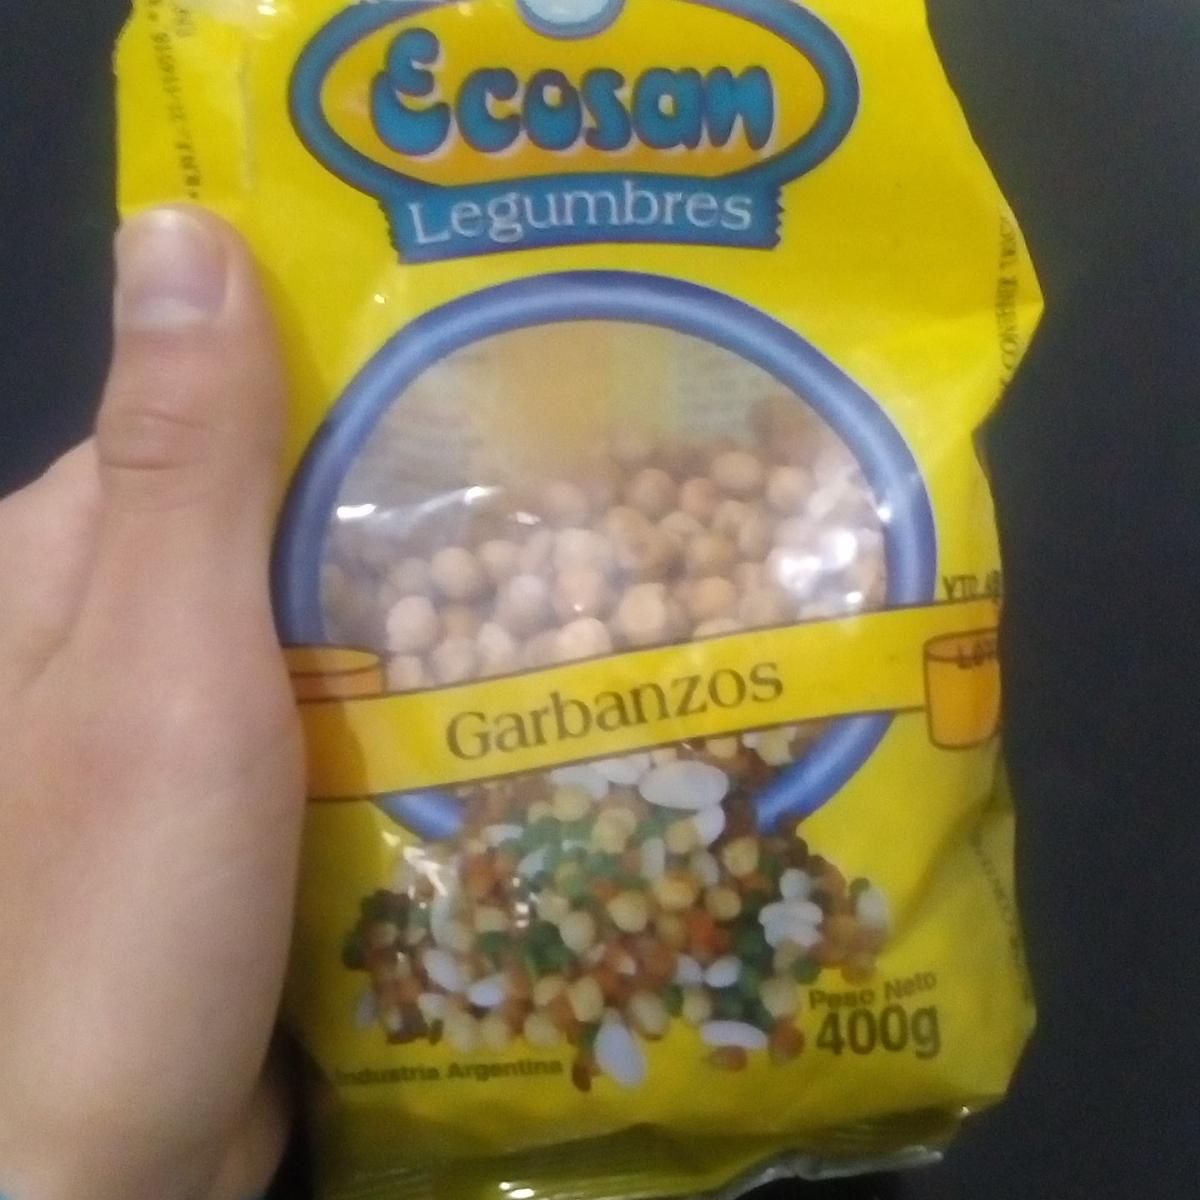 Ecosan
Legumbres
Garbanzos
Peso Neto
400g
Industria Argentina